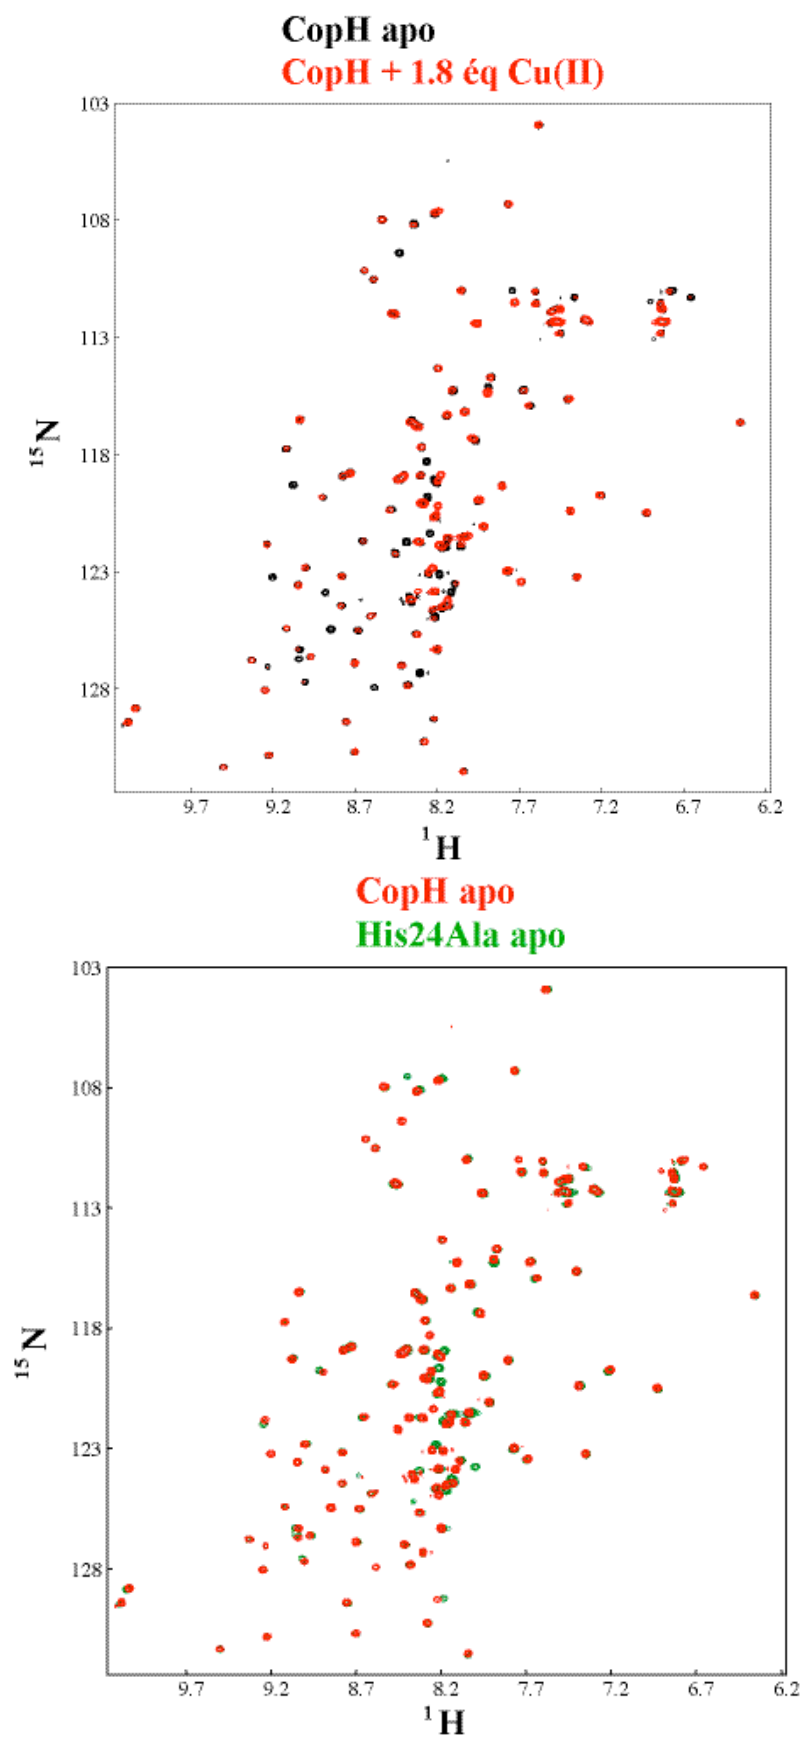 CopH apo
CopH + 1.8 éq Cu(II)
103
108
113
118
123
128
15N
9.7 9.2 8.7 8.2 7.7 7.2 6.7 6.2
1H
CopH apo
His24Ala apo
103
108
113
118
123
128
15N
9.7 9.2 8.7 8.2 7.7 7.2 6.7 6.2
1H